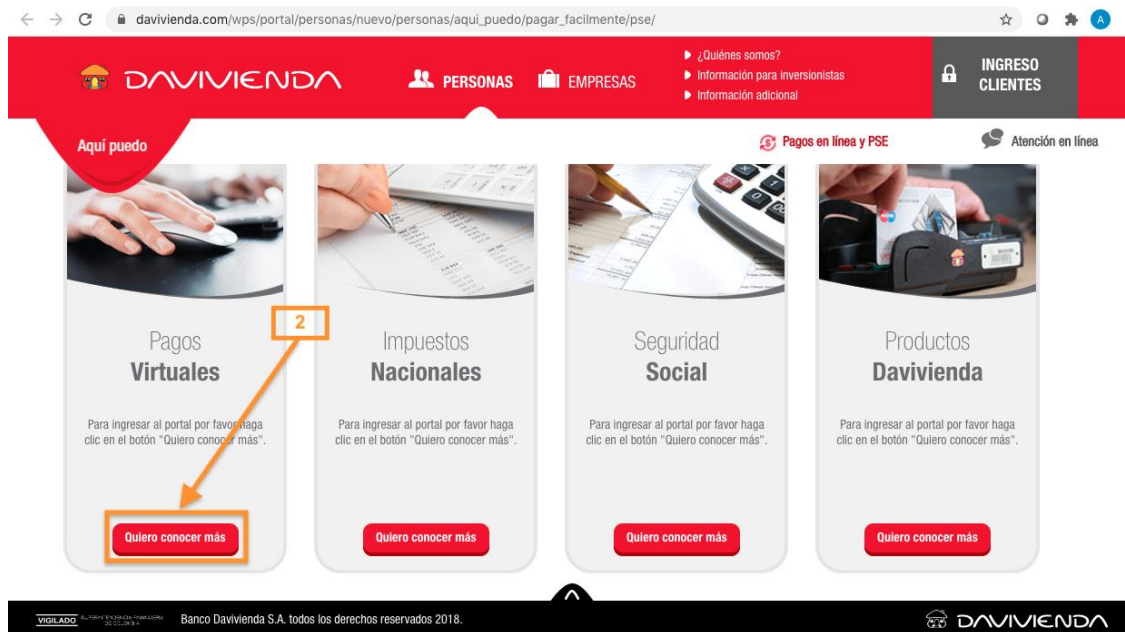 davivienda.com/wps/portal/personas/nuevo/personas/aqui_puedo/pagar_facilmente/pse/
A
DAVIVIENDA
PERSONAS
EMPRESAS
¿Quiénes somos?
Información para inversionistas
Información adicional
INGRESO
CLIENTES
Aquí puedo
Pagos en línea y PSE
Atención en línea
2
Pagos
Virtuales
Para ingresar al portal por favor haga
clic en el botón "Quiero conocer más".
Quiero conocer más
Impuestos
Nacionales
Para ingresar al portal por favor haga
clic en el botón "Quiero conocer más".
Quiero conocer más
Seguridad
Social
Para ingresar al portal por favor haga
clic en el botón "Quiero conocer más".
Quiero conocer más
Productos
Davivienda
Para ingresar al portal por favor haga
clic en el botón "Quiero conocer más".
Quiero conocer más
VIGILADO
Banco Davivienda S.A. todos los derechos reservados 2018.
DAVIVIENDA